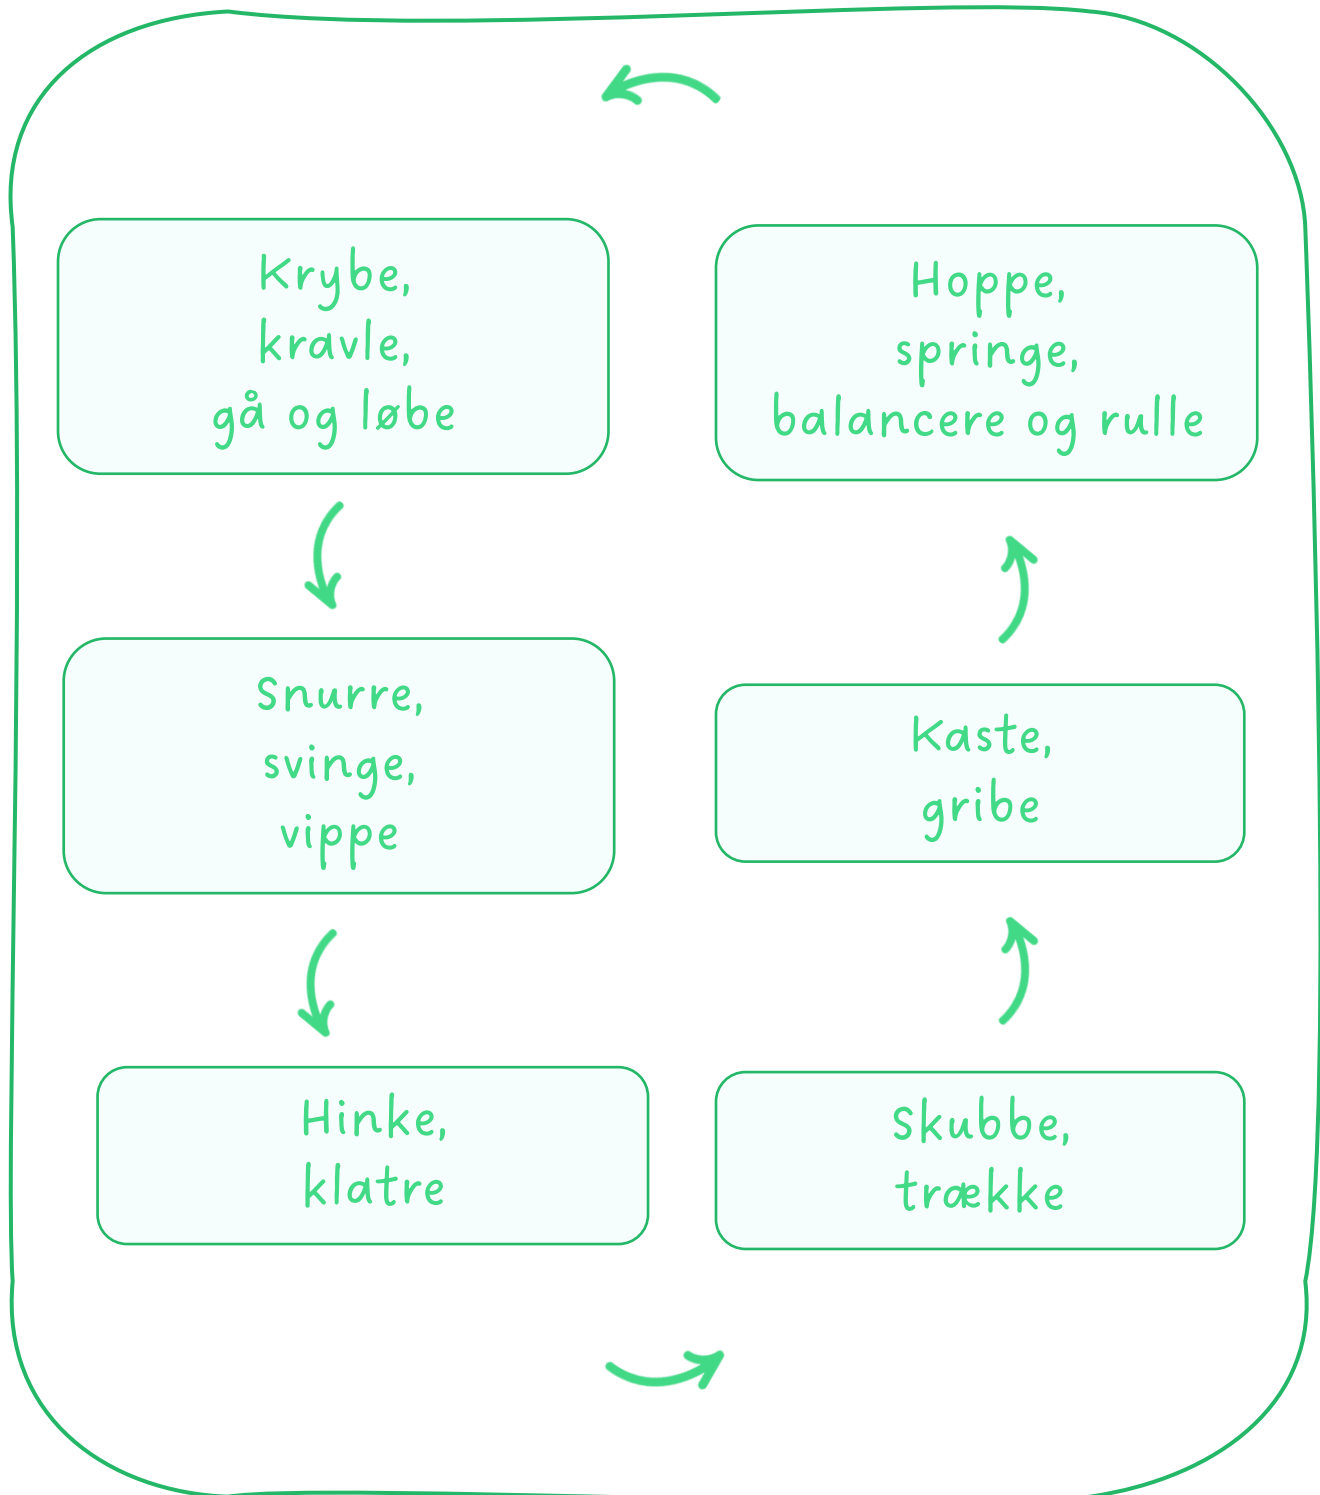 Krybe,
kravle,
gå og løbe
Snurre,
svinge,
vippe
Hinke,
klatre
Skubbe,
trække
Kaste,
gribe
Hoppe,
springe,
balancere og rulle